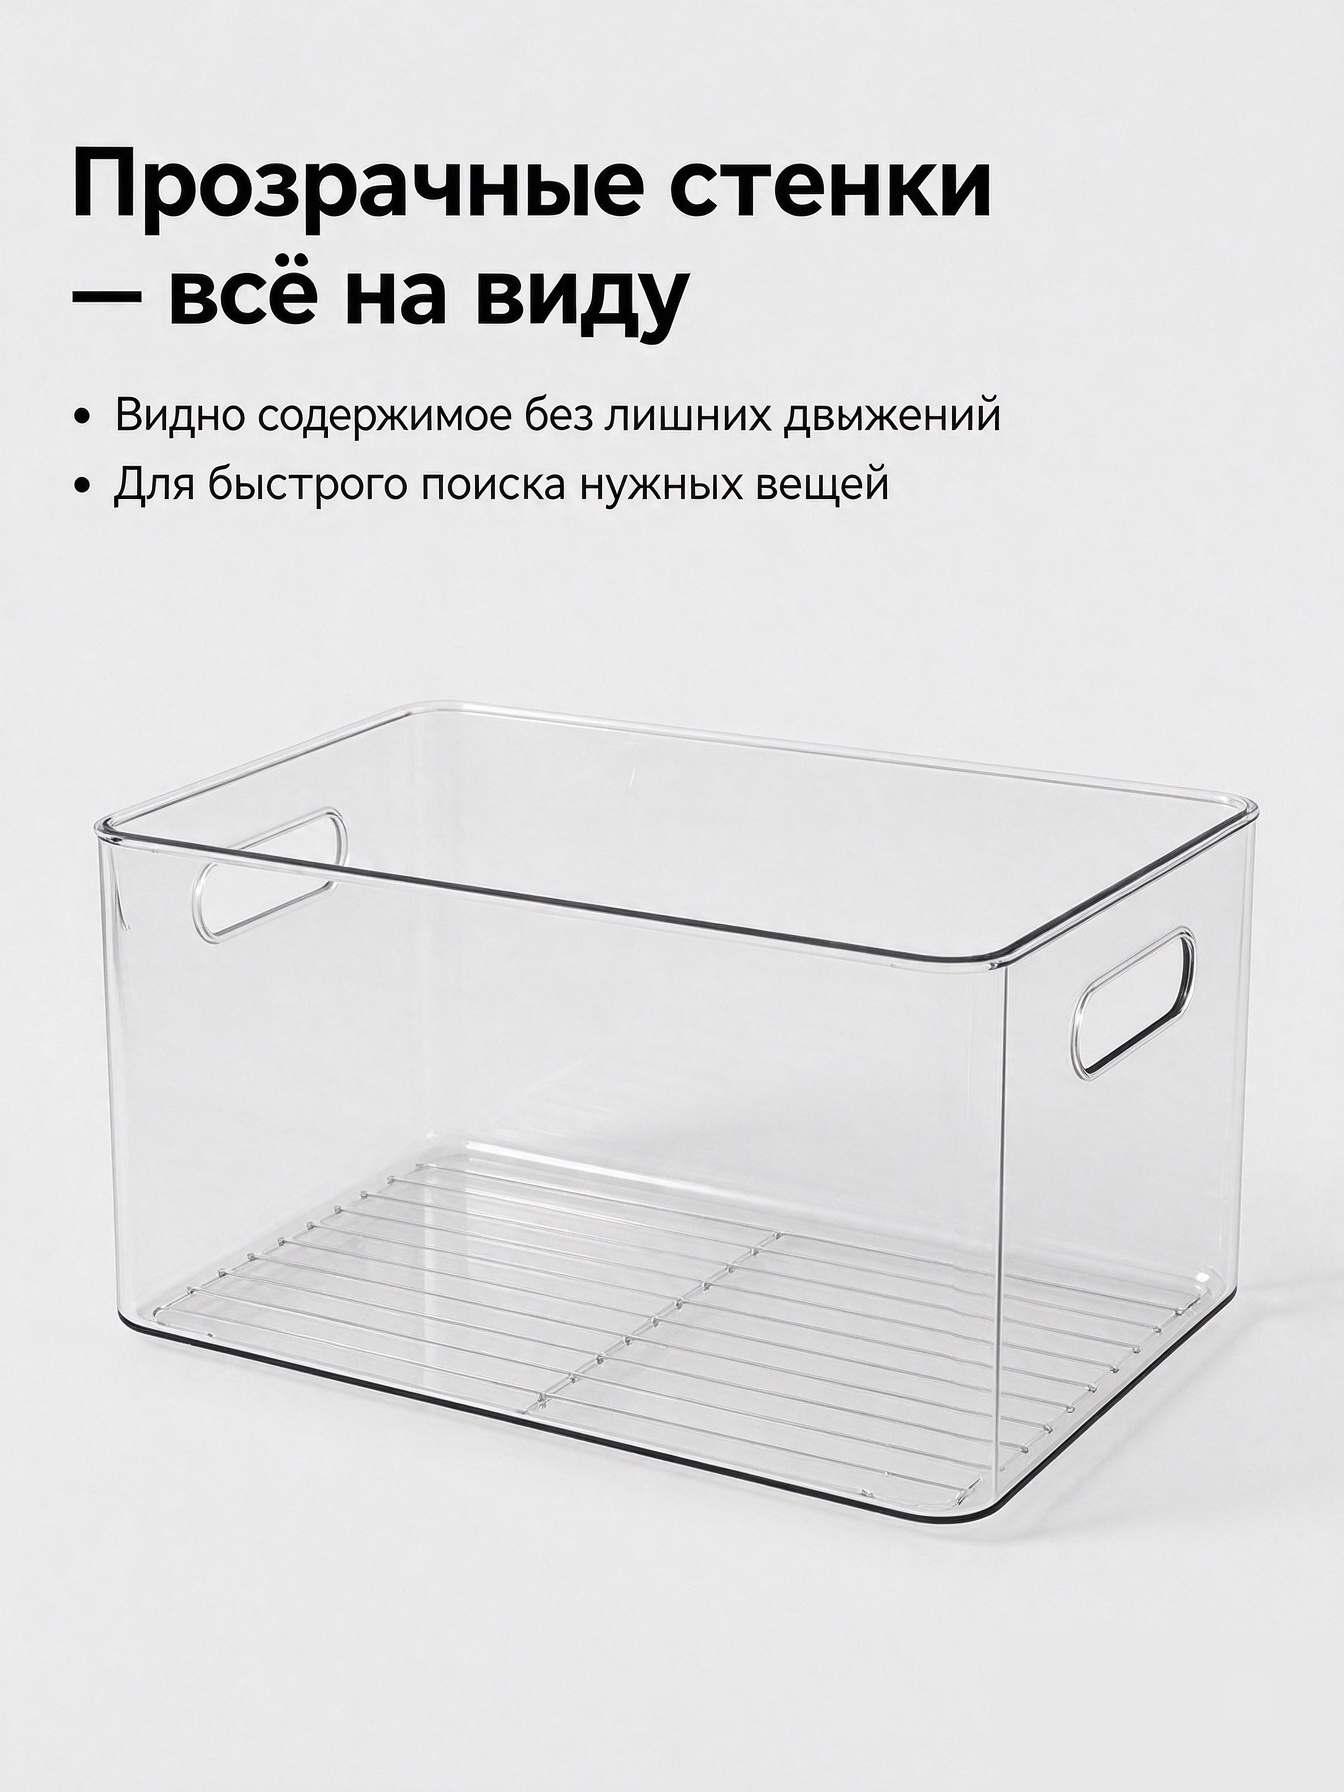 Прозрачные стенки
— всё на виду
• Видно содержимое без лишних движений
• Для быстрого поиска нужных вещей